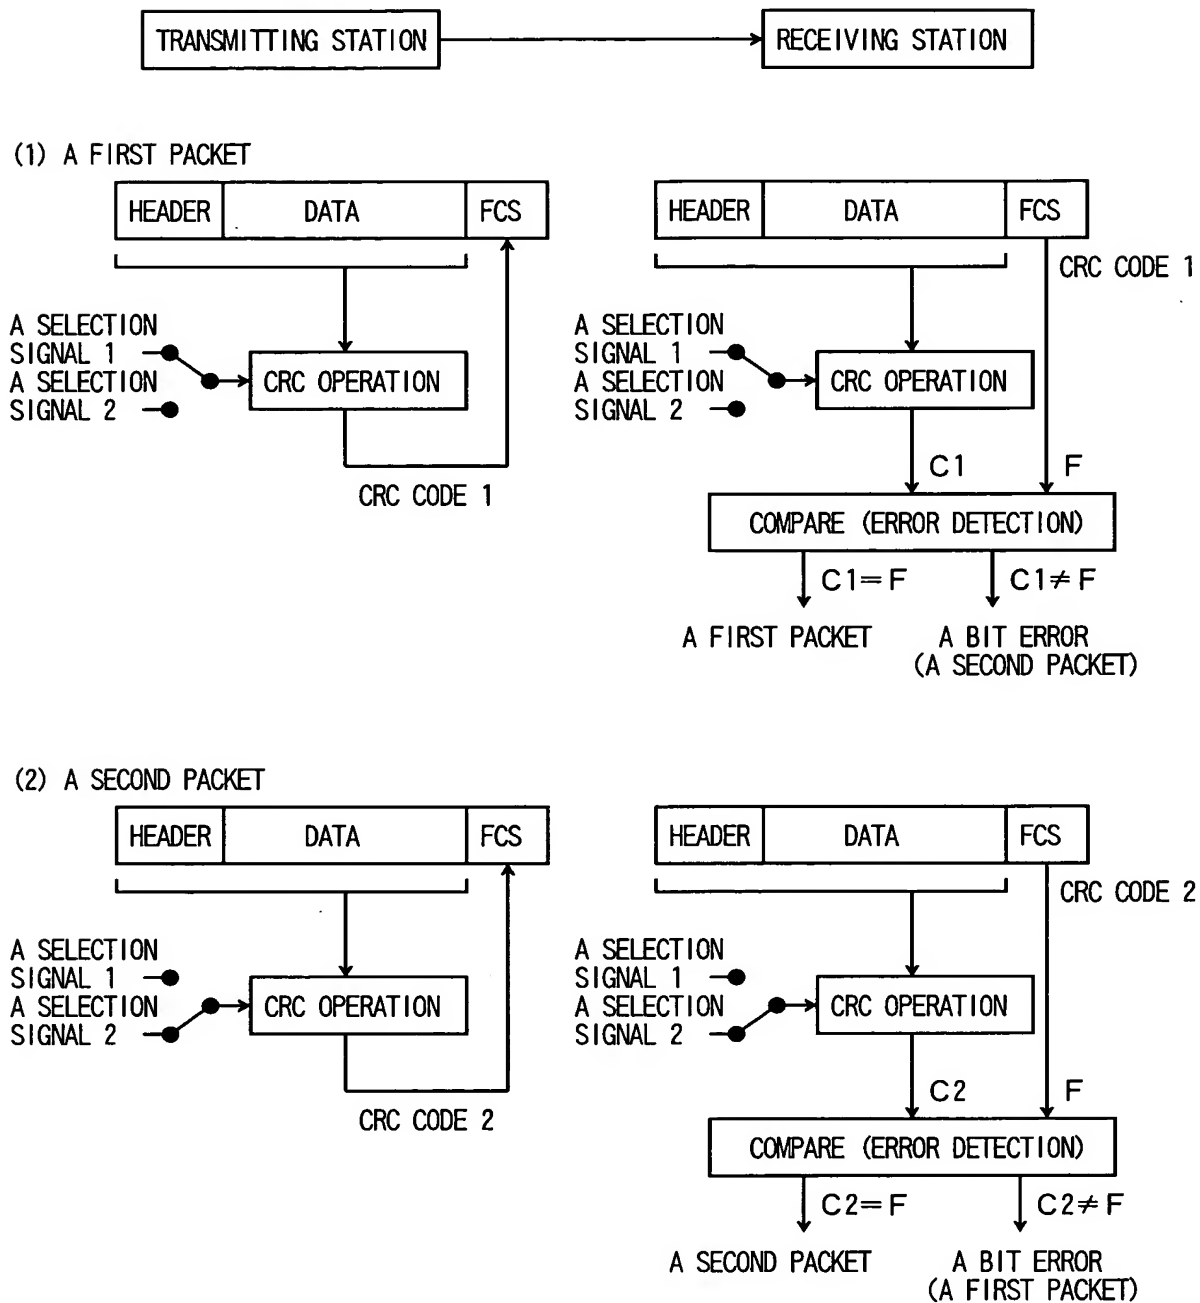 TRANSMITTING STATION
RECEIVING STATION
(1) A FIRST PACKET
HEADER
DATA
FCS
A SELECTION
SIGNAL 1
A SELECTION
SIGNAL 2
CRC OPERATION
CRC CODE 1
HEADER
DATA
FCS
CRC CODE 1
A SELECTION
SIGNAL 1
A SELECTION
SIGNAL 2
CRC OPERATION
C1
F
COMPARE (ERROR DETECTION)
C1=F
C1≠F
A FIRST PACKET
A BIT ERROR
(A SECOND PACKET)
(2) A SECOND PACKET
HEADER
DATA
FCS
A SELECTION
SIGNAL 1
A SELECTION
SIGNAL 2
CRC OPERATION
CRC CODE 2
HEADER
DATA
FCS
CRC CODE 2
A SELECTION
SIGNAL 1
A SELECTION
SIGNAL 2
CRC OPERATION
C2
F
COMPARE (ERROR DETECTION)
C2=F
C2≠F
A SECOND PACKET
A BIT ERROR
(A FIRST PACKET)